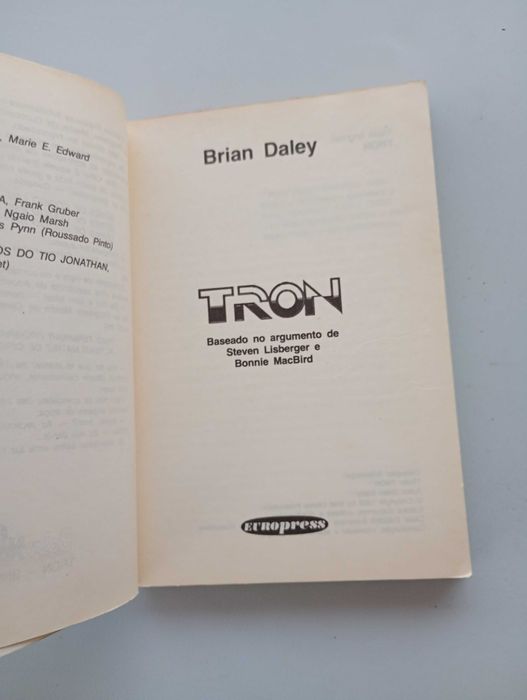 Marie E. Edward
A, Frank Gruber
Ngaio Marsh
s Pynn (Roussado Pinto)
OS DO TIO JONATHAN,
et)
Brian Daley
TRON
Baseado no argumento de
Steven Lisberger e
Bonnie MacBird
EUROPRESS